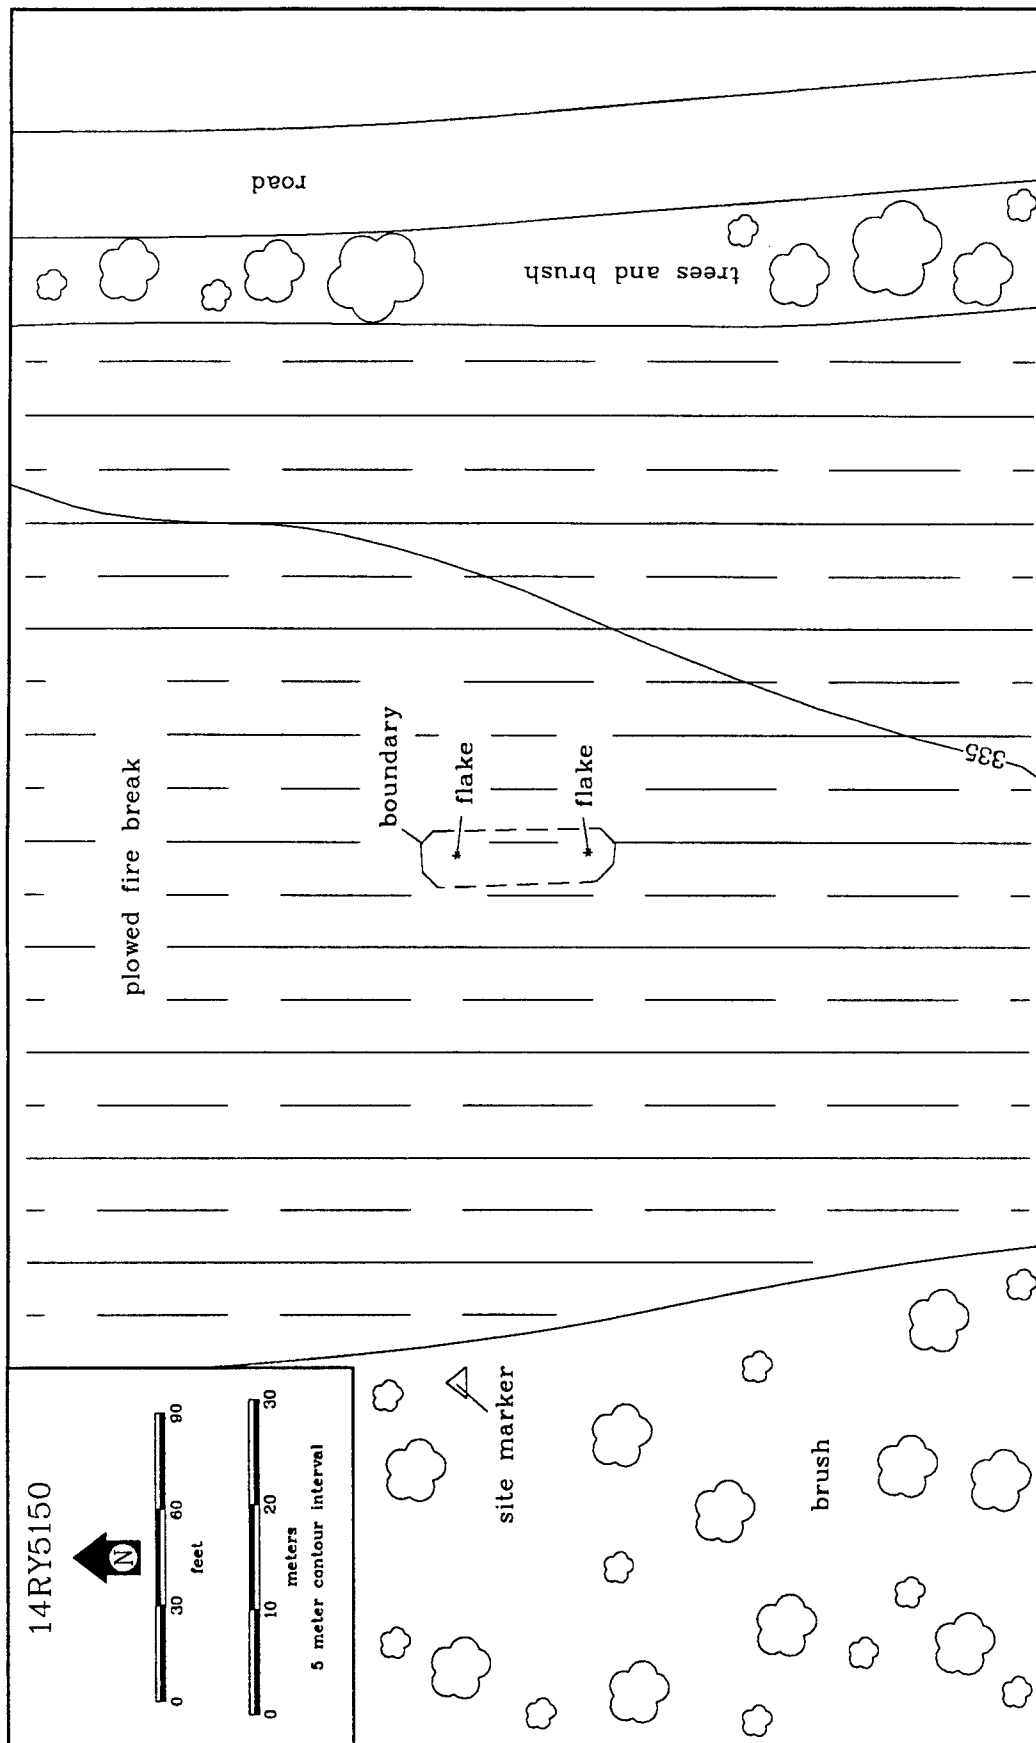 14RY5150
N
0 30 60 90
feet
0 10 20 30
meters
5 meter contour interval
plowed fire break
boundary
flake
flake
site marker
brush
335
trees and brush
road